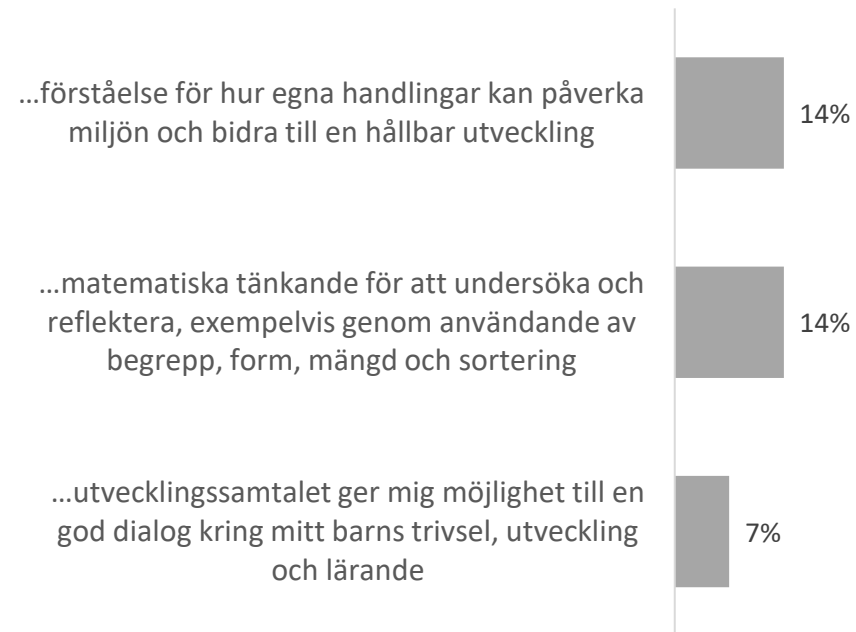 …förståelse för hur egna handlingar kan påverka
miljön och bidra till en hållbar utveckling
14%
…matematiska tänkande för att undersöka och
reflektera, exempelvis genom användande av
begrepp, form, mängd och sortering
14%
…utvecklingssamtalet ger mig möjlighet till en
god dialog kring mitt barns trivsel, utveckling
och lärande
7%